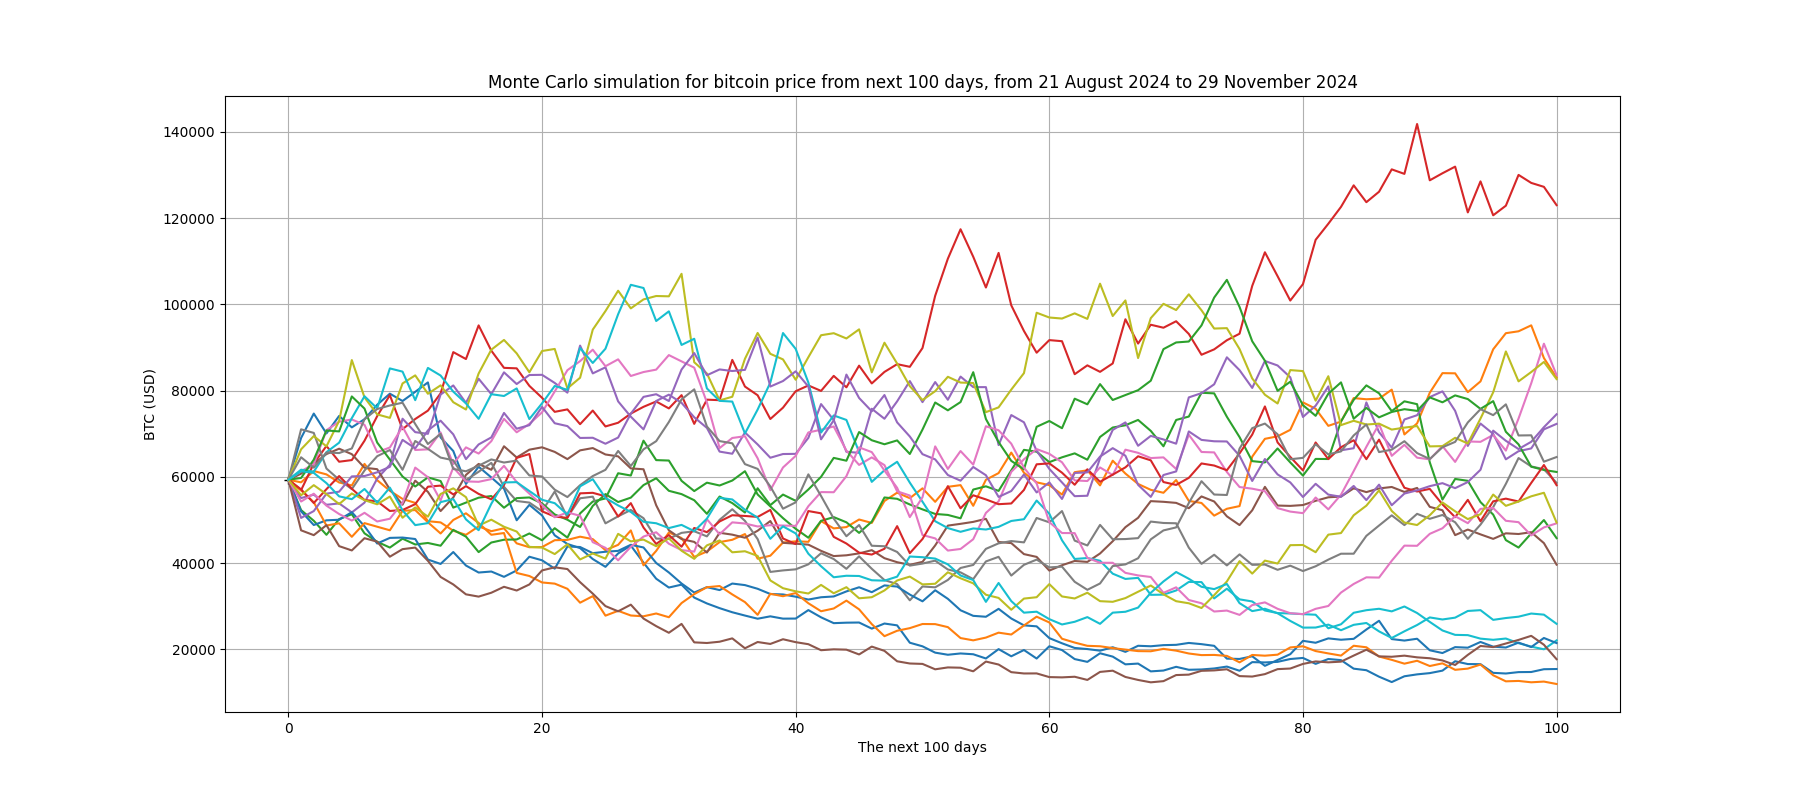 Monte Carlo simulation for bitcoin price from next 100 days, from 21 August 2024 to 29 November 2024
140000
120000
100000
80000
60000
40000
20000
BTC (USD)
0 20 40 60 80 100
The next 100 days